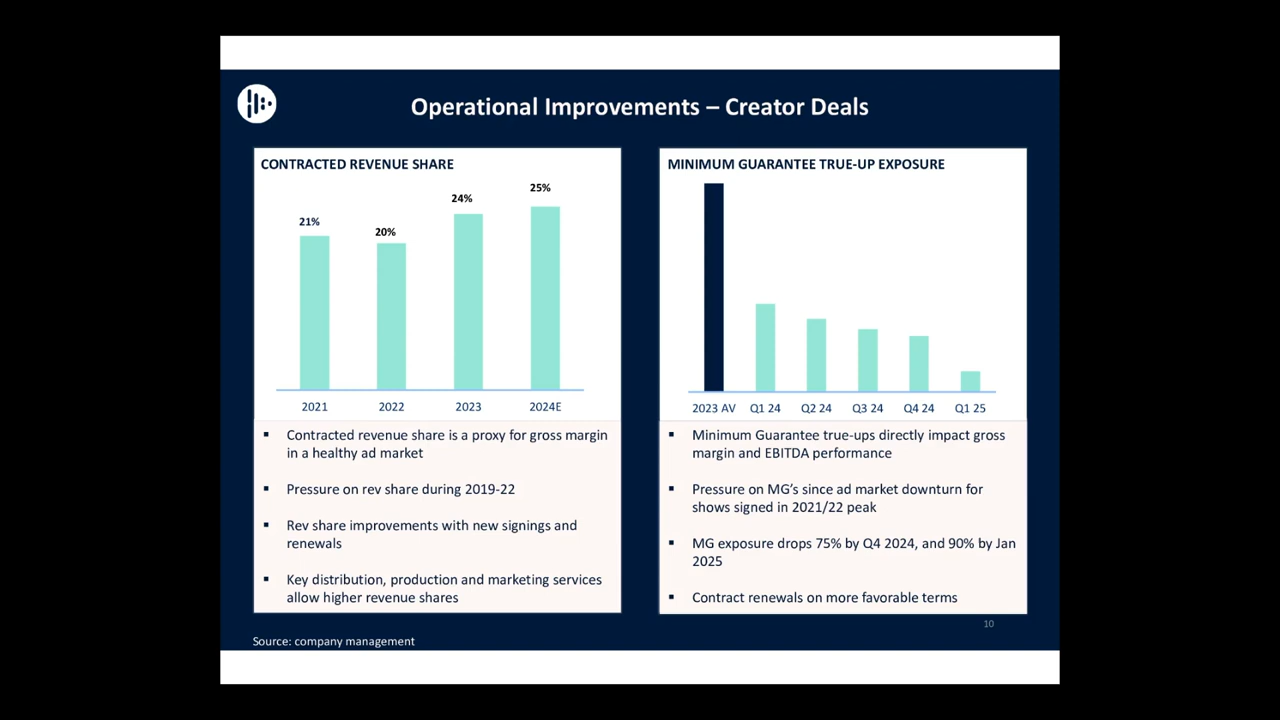 Operational Improvements – Creator Deals
CONTRACTED REVENUE SHARE
21%
20%
24%
25%
2021
2022
2023
2024E
▪ Contracted revenue share is a proxy for gross margin
in a healthy ad market
▪ Pressure on rev share during 2019-22
▪ Rev share improvements with new signings and
renewals
▪ Key distribution, production and marketing services
allow higher revenue shares
MINIMUM GUARANTEE TRUE-UP EXPOSURE
2023 AV
Q1 24
Q2 24
Q3 24
Q4 24
Q1 25
▪ Minimum Guarantee true-ups directly impact gross
margin and EBITDA performance
▪ Pressure on MG's since ad market downturn for
shows signed in 2021/22 peak
▪ MG exposure drops 75% by Q4 2024, and 90% by Jan
2025
▪ Contract renewals on more favorable terms
10
Source: company management